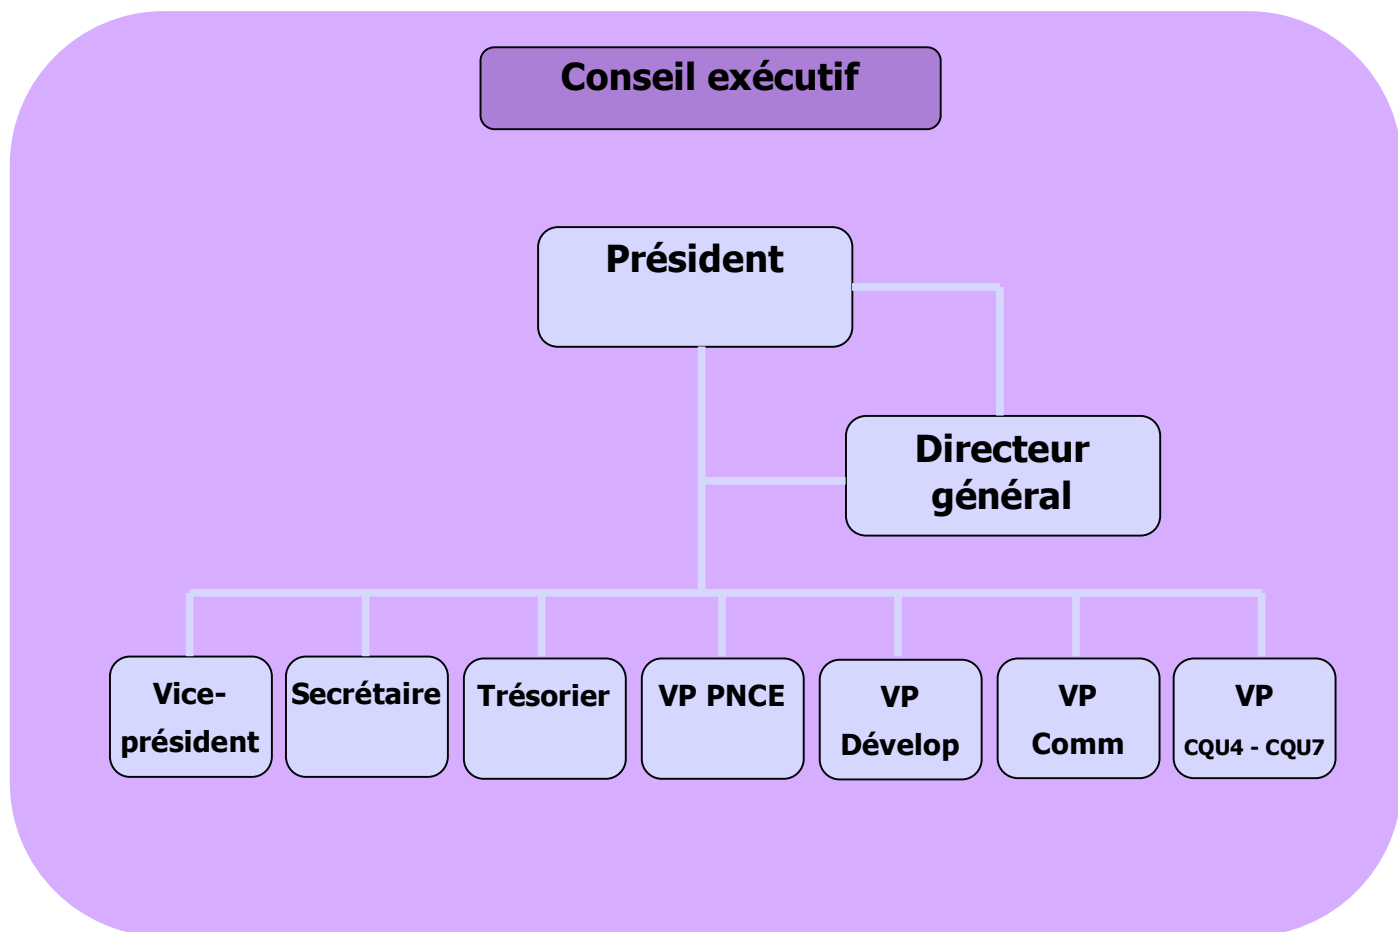 Conseil exécutif
Président
Directeur
général
Vice-
président
Secrétaire
Trésorier
VP PNCE
VP
Dévelop
VP
Comm
VP
CQU4 - CQU7